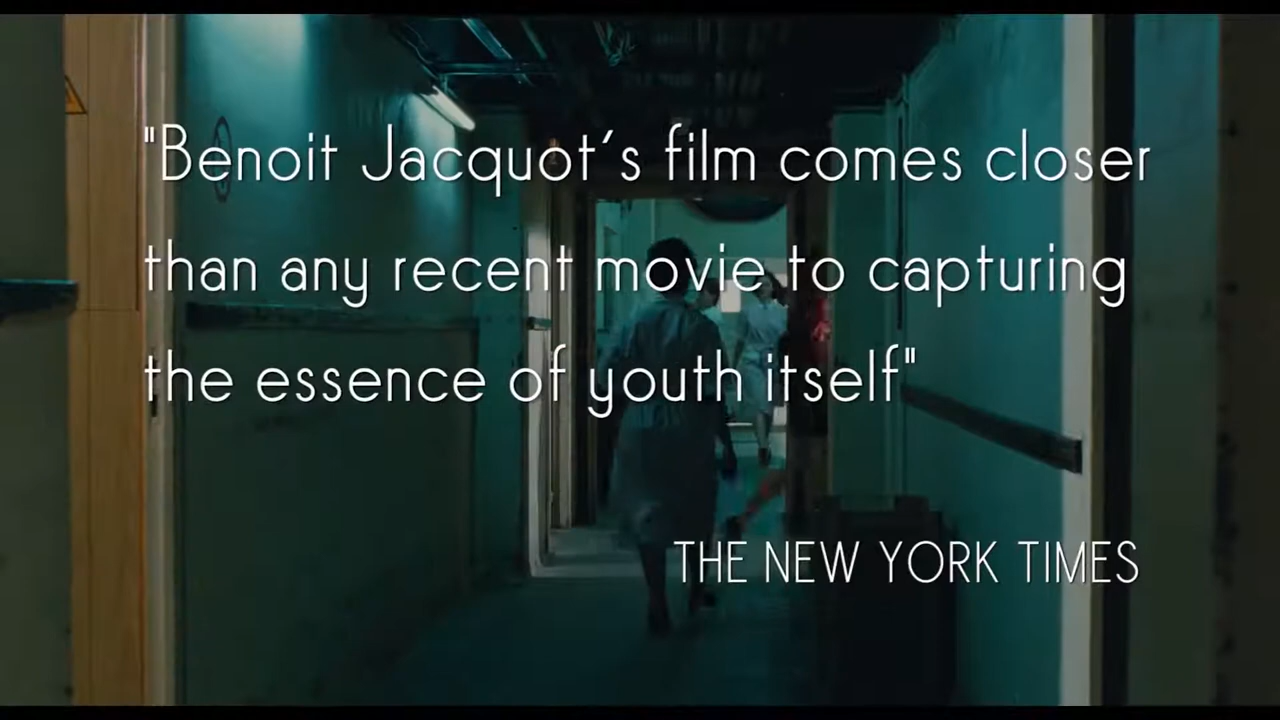 "Benoit Jacquot's film comes closer
than any recent movie to capturing
the essence of youth itself"
THE NEW YORK TIMES